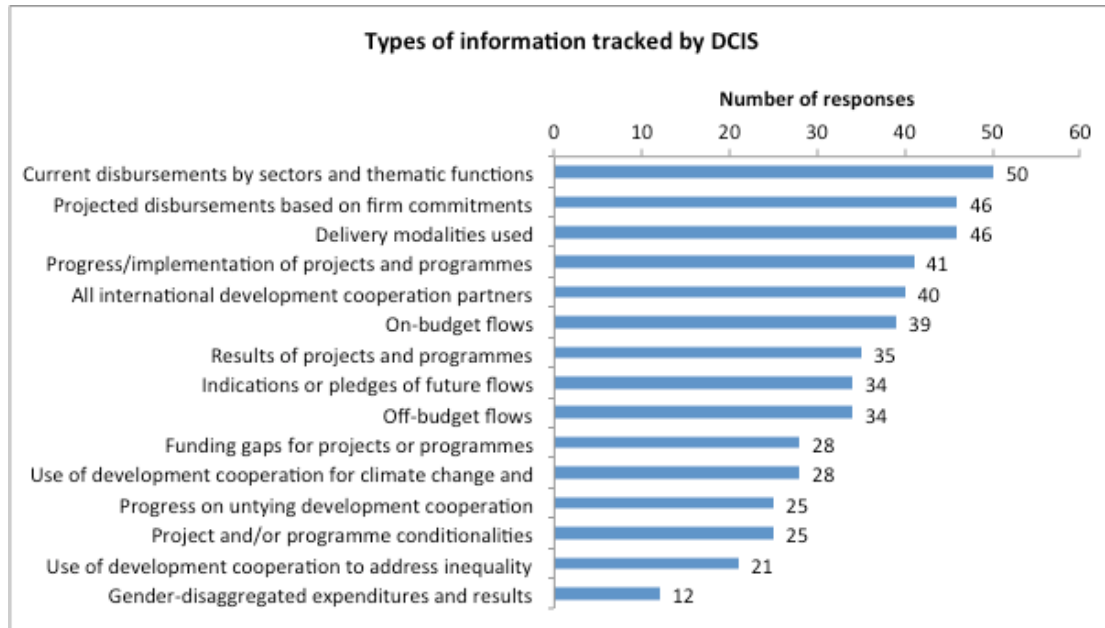 Types of information tracked by DCIS
Number of responses
0 10 20 30 40 50 60
Current disbursements by sectors and thematic functions 50
Projected disbursements based on firm commitments 46
Delivery modalities used 46
Progress/implementation of projects and programmes 41
All international development cooperation partners 40
On-budget flows 39
Results of projects and programmes 35
Indications or pledges of future flows 34
Off-budget flows 34
Funding gaps for projects or programmes 28
Use of development cooperation for climate change and 28
Progress on untying development cooperation 25
Project and/or programme conditionalities 25
Use of development cooperation to address inequality 21
Gender-disaggregated expenditures and results 12